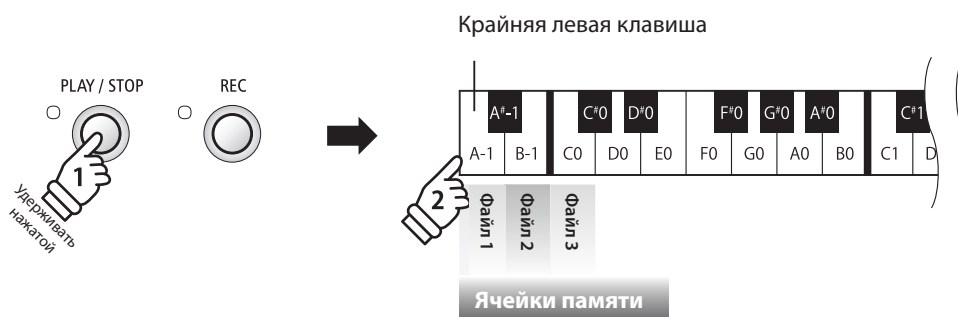 Крайняя левая клавиша
PLAY / STOP
REC
1
Удерживать
нажатой
A#-1 C#0 D#0 F#0 G#0 A#0 C#1
A-1 B-1 C0 D0 E0 F0 G0 A0 B0 C1 D
2
Файл 1
Файл 2
Файл 3
Ячейки памяти